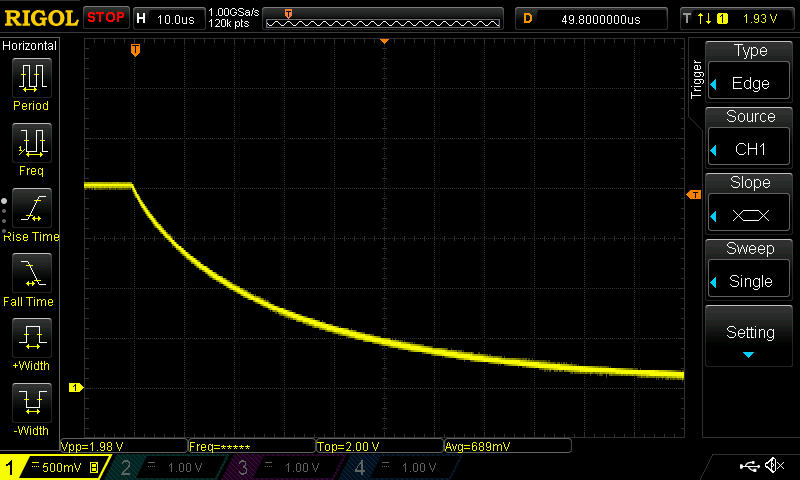 RIGOL STOP H 10.0us 1.00GSa/s 120k pts T D 49.8000000us T 1 1.93 V
Horizontal
Period
Freq
Rise Time
Fall Time
+Width
-Width
T
T
1
Trigger
Type
Edge
Source
CH1
Slope
Sweep
Single
Setting
Vpp=1.98 V Freq=***** Top=2.00 V Avg=689mV
1 500mV B 2 1.00 V 3 1.00 V 4 1.00 V